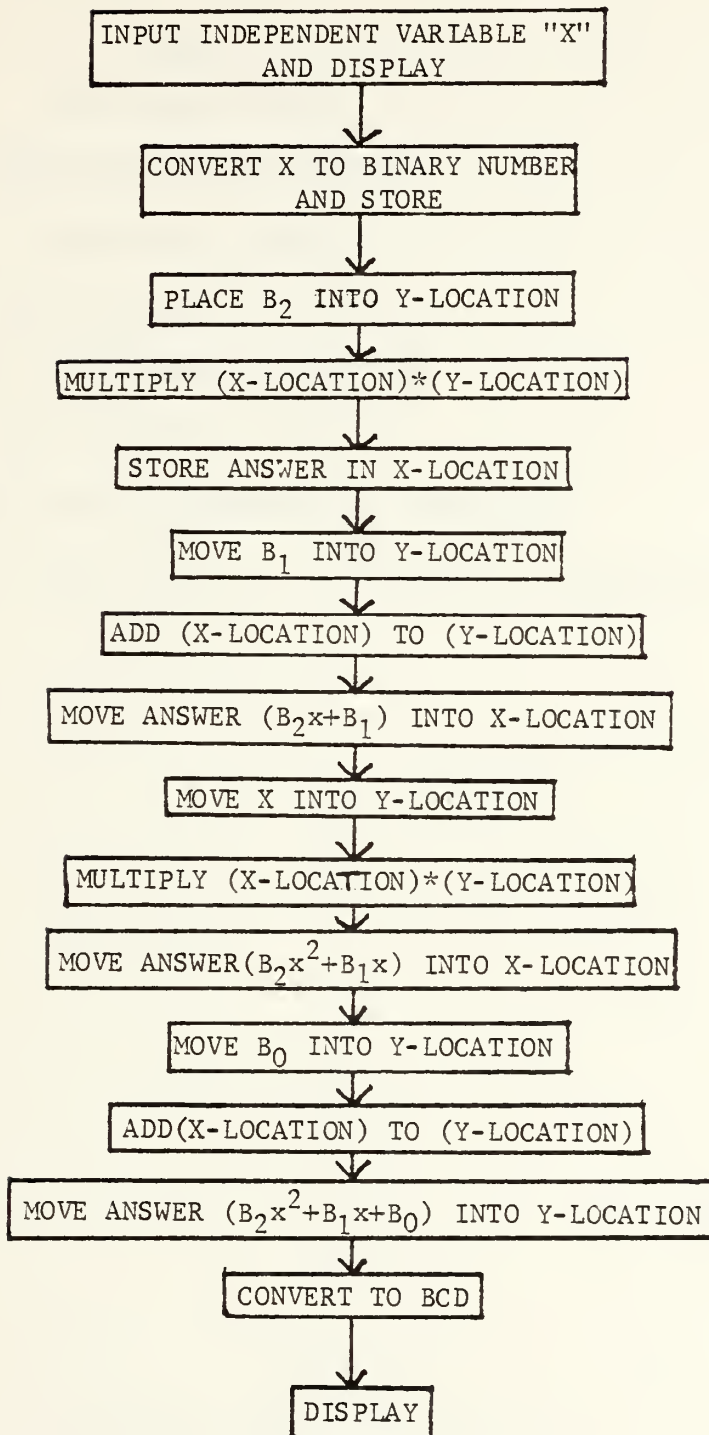 INPUT INDEPENDENT VARIABLE "X"
AND DISPLAY
CONVERT X TO BINARY NUMBER
AND STORE
PLACE B₂ INTO Y-LOCATION
MULTIPLY (X-LOCATION)*(Y-LOCATION)
STORE ANSWER IN X-LOCATION
MOVE B₁ INTO Y-LOCATION
ADD (X-LOCATION) TO (Y-LOCATION)
MOVE ANSWER (B₂x+B₁) INTO X-LOCATION
MOVE X INTO Y-LOCATION
MULTIPLY (X-LOCATION)*(Y-LOCATION)
MOVE ANSWER(B₂x²+B₁x) INTO X-LOCATION
MOVE B₀ INTO Y-LOCATION
ADD(X-LOCATION) TO (Y-LOCATION)
MOVE ANSWER (B₂x²+B₁x+B₀) INTO Y-LOCATION
CONVERT TO BCD
DISPLAY